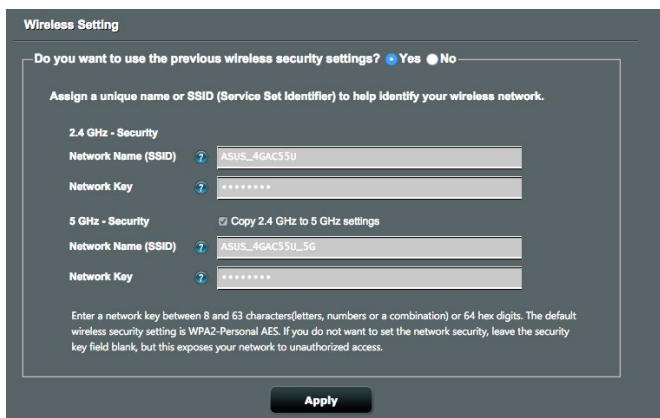 Wireless Setting
Do you want to use the previous wireless security settings? Yes No
Assign a unique name or SSID (Service Set Identifier) to help identify your wireless network.
2.4 GHz - Security
Network Name (SSID) ? ASUS_4GAC55U
Network Key ? ••••••••
5 GHz - Security Copy 2.4 GHz to 5 GHz settings
Network Name (SSID) ? ASUS_4GAC55U_5G
Network Key ? ••••••••
Enter a network key between 8 and 63 characters(letters, numbers or a combination) or 64 hex digits. The default
wireless security setting is WPA2-Personal AES. If you do not want to set the network security, leave the security
key field blank, but this exposes your network to unauthorized access.
Apply